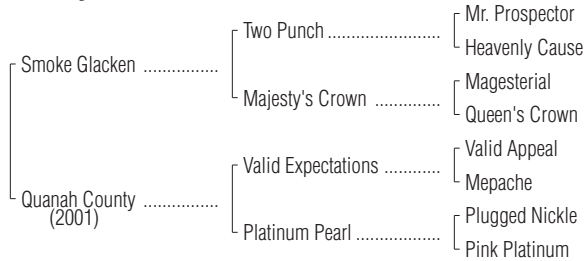 Mr. Prospector
Two Punch .......................
Heavenly Cause
Smoke Glacken ...............
Magesterial
Majesty's Crown ................
Queen's Crown
Valid Appeal
Valid Expectations ............
Mepache
Quanah County ...............
(2001)
Plugged Nickle
Platinum Pearl .................
Pink Platinum